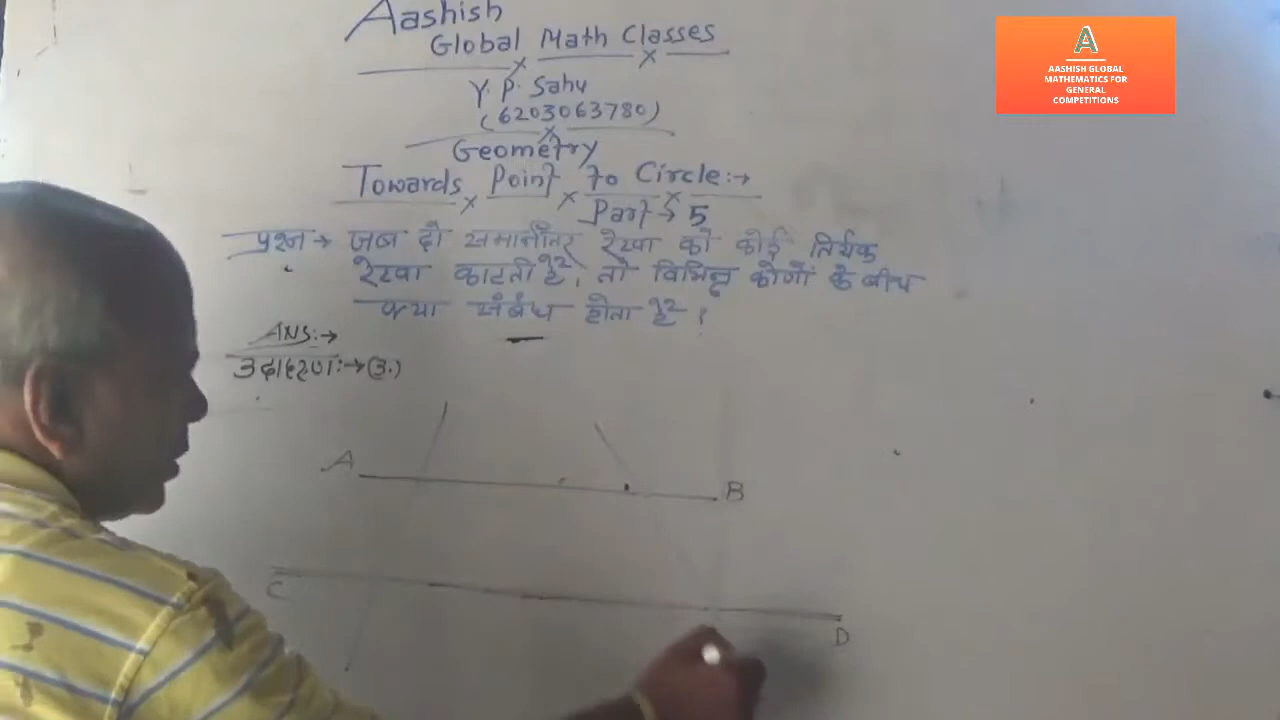 Aashish
Global Math Classes
Y. P. Sahu
(6203063780)
Geometry
Towards Point To Circle:→
Part → 5
प्रश्न → जब दो समानांतर रेखा को कोई तिर्यक
रेखा काटती है, तो विभिन्न कोणों के बीच
क्या संबंध होता है ?
ANS:→
उदाहरण:→(3.)
A
B
C
D
A
AASHISH GLOBAL
MATHEMATICS FOR
GENERAL
COMPETITIONS